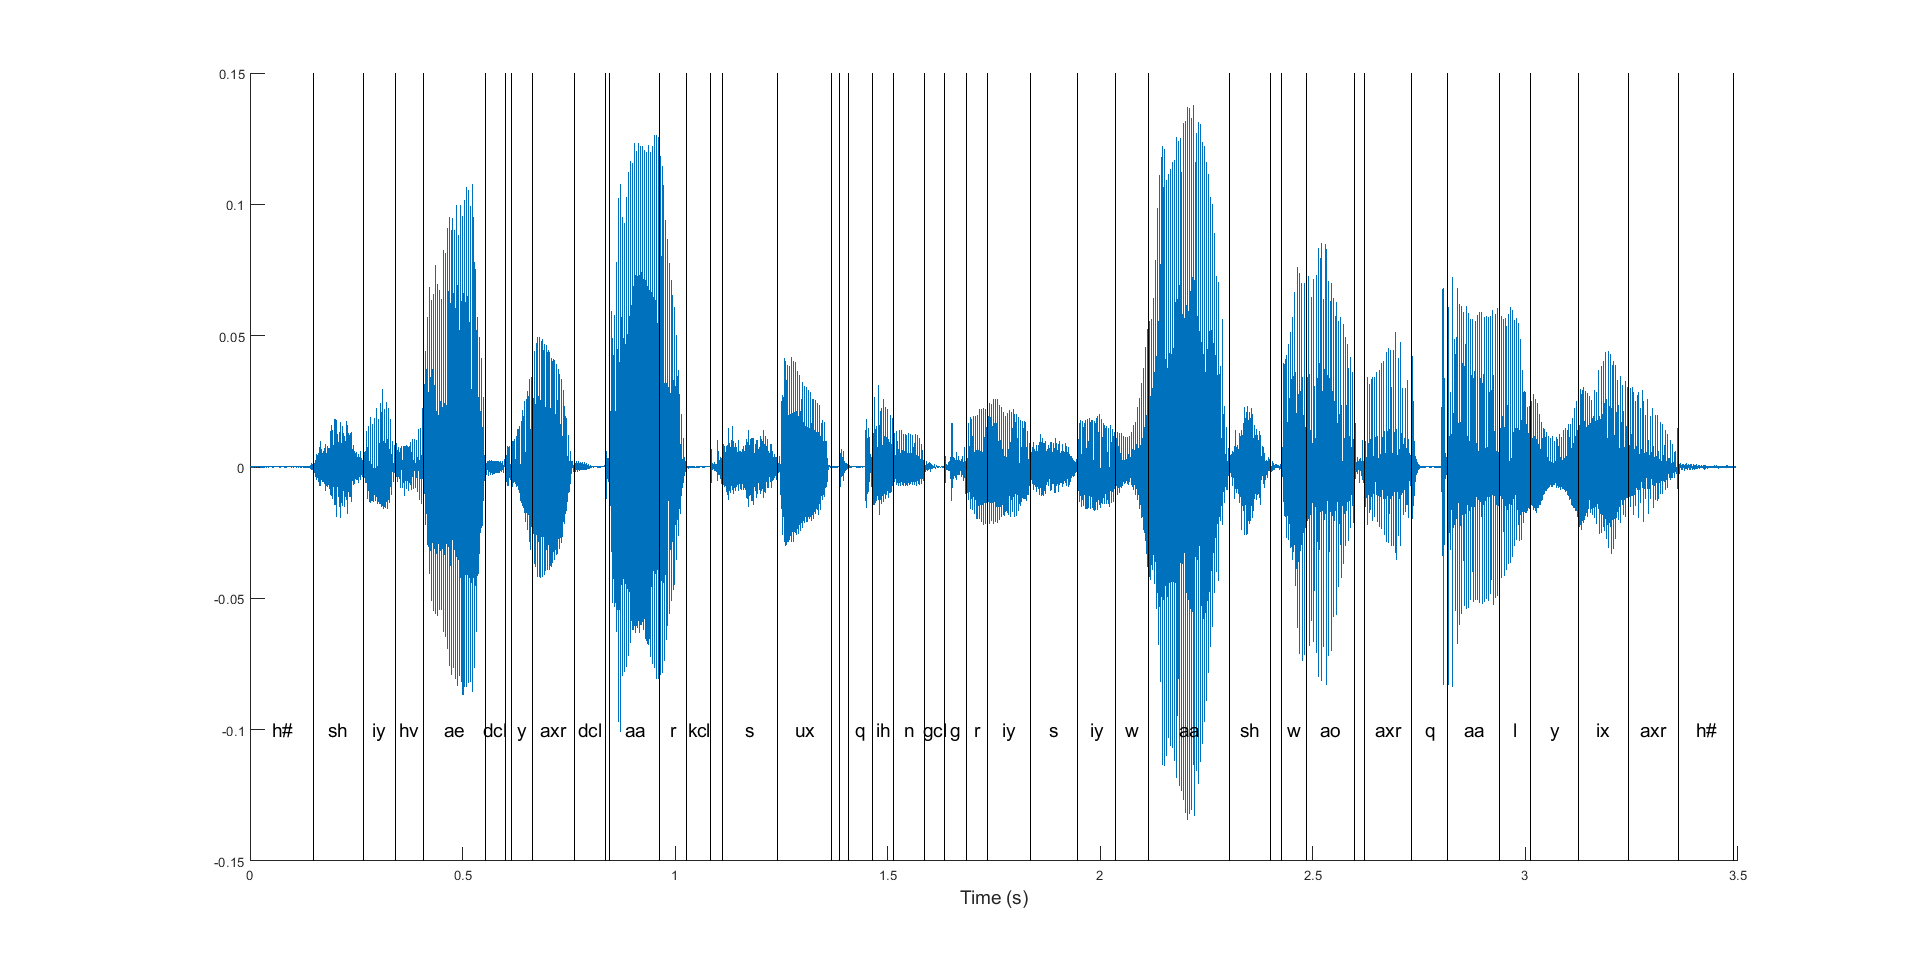 0.15
0.1
0.05
0
-0.05
-0.1
-0.15
h# sh iy hv ae dcl y axr dcl aa r kcl s ux q ih n gcl g r iy s iy w aa sh w ao axr q aa l y ix axr h#
0 0.5 1 1.5 2 2.5 3 3.5
Time (s)